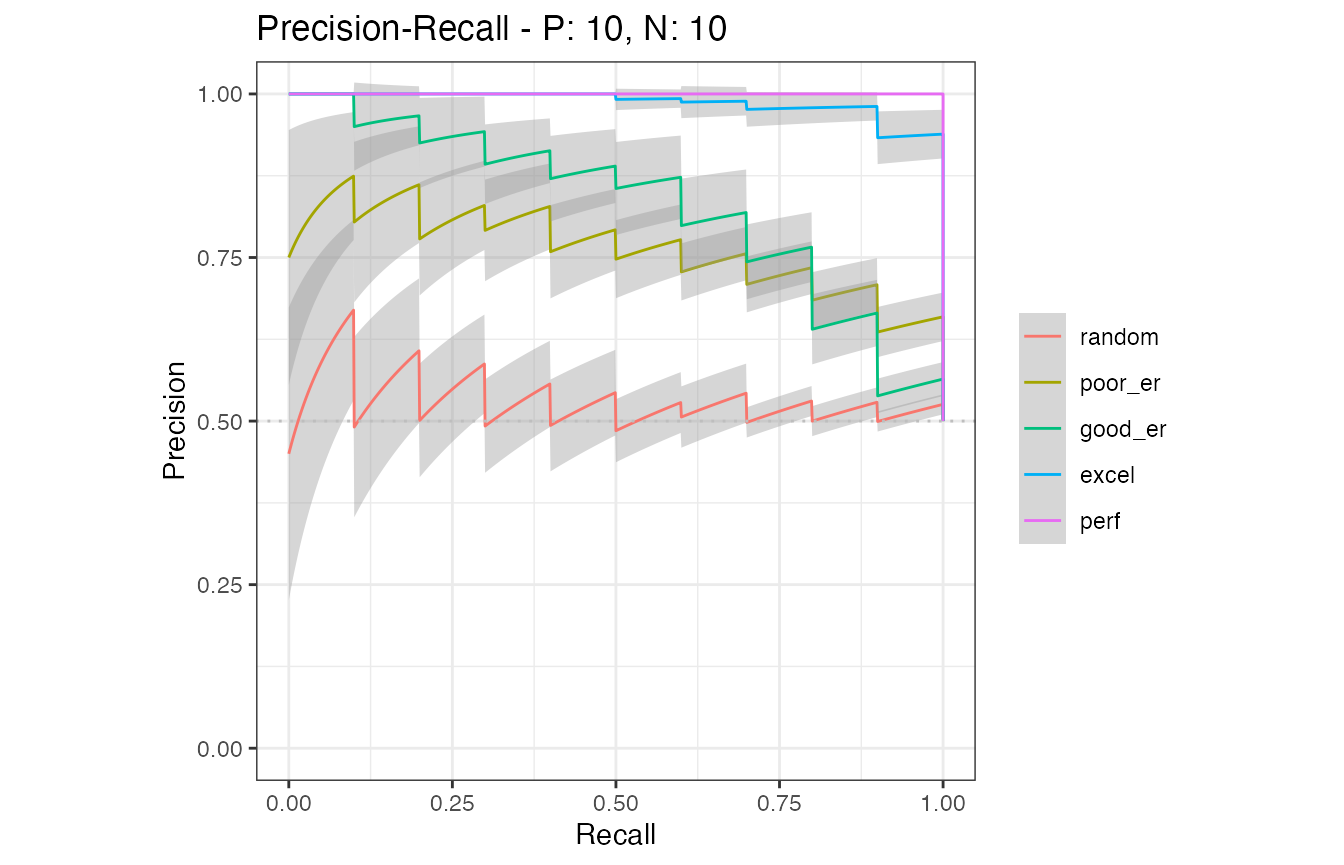 Precision-Recall - P: 10, N: 10
Precision
1.00
0.75
0.50
0.25
0.00
0.00 0.25 0.50 0.75 1.00
Recall
random
poor_er
good_er
excel
perf